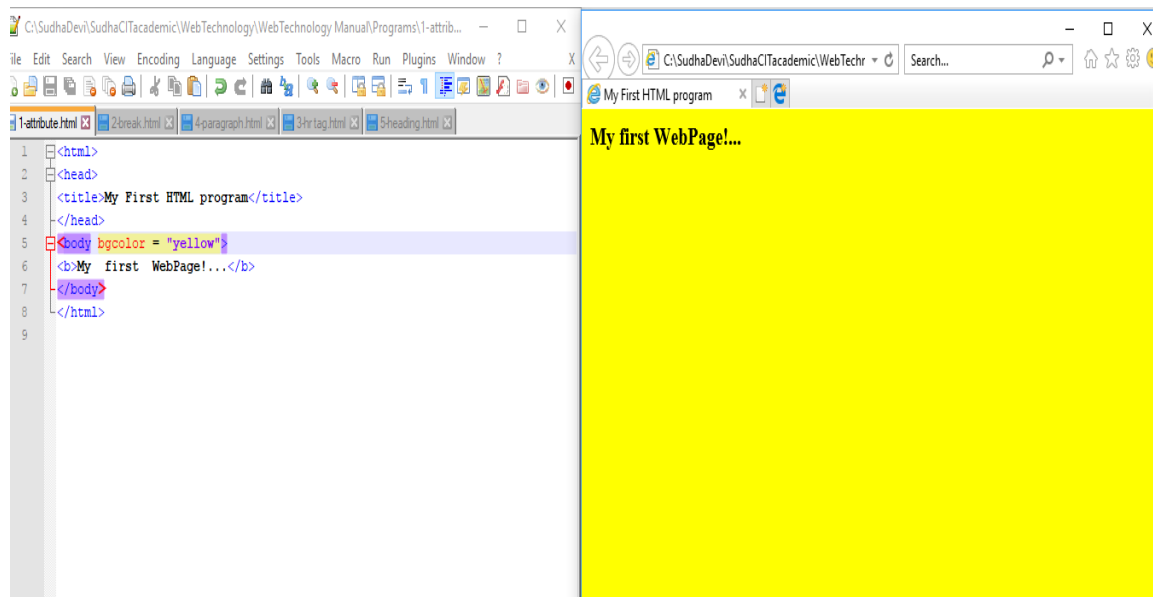 C:\SudhaDevi\SudhaCITacademic\WebTechnology\WebTechnology Manual\Programs\1-attrib...
ile Edit Search View Encoding Language Settings Tools Macro Run Plugins Window ? X
1-attribute.html 2-break.html 4-paragraph.html 3-hr tag.html 5-heading.html
1 <html>
2 <head>
3 <title>My First HTML program</title>
4 </head>
5 <body bgcolor = "yellow">
6 <b>My first WebPage!...</b>
7 </body>
8 </html>
9
C:\SudhaDevi\SudhaCITacademic\WebTechr Search...
My First HTML program
My first WebPage!...